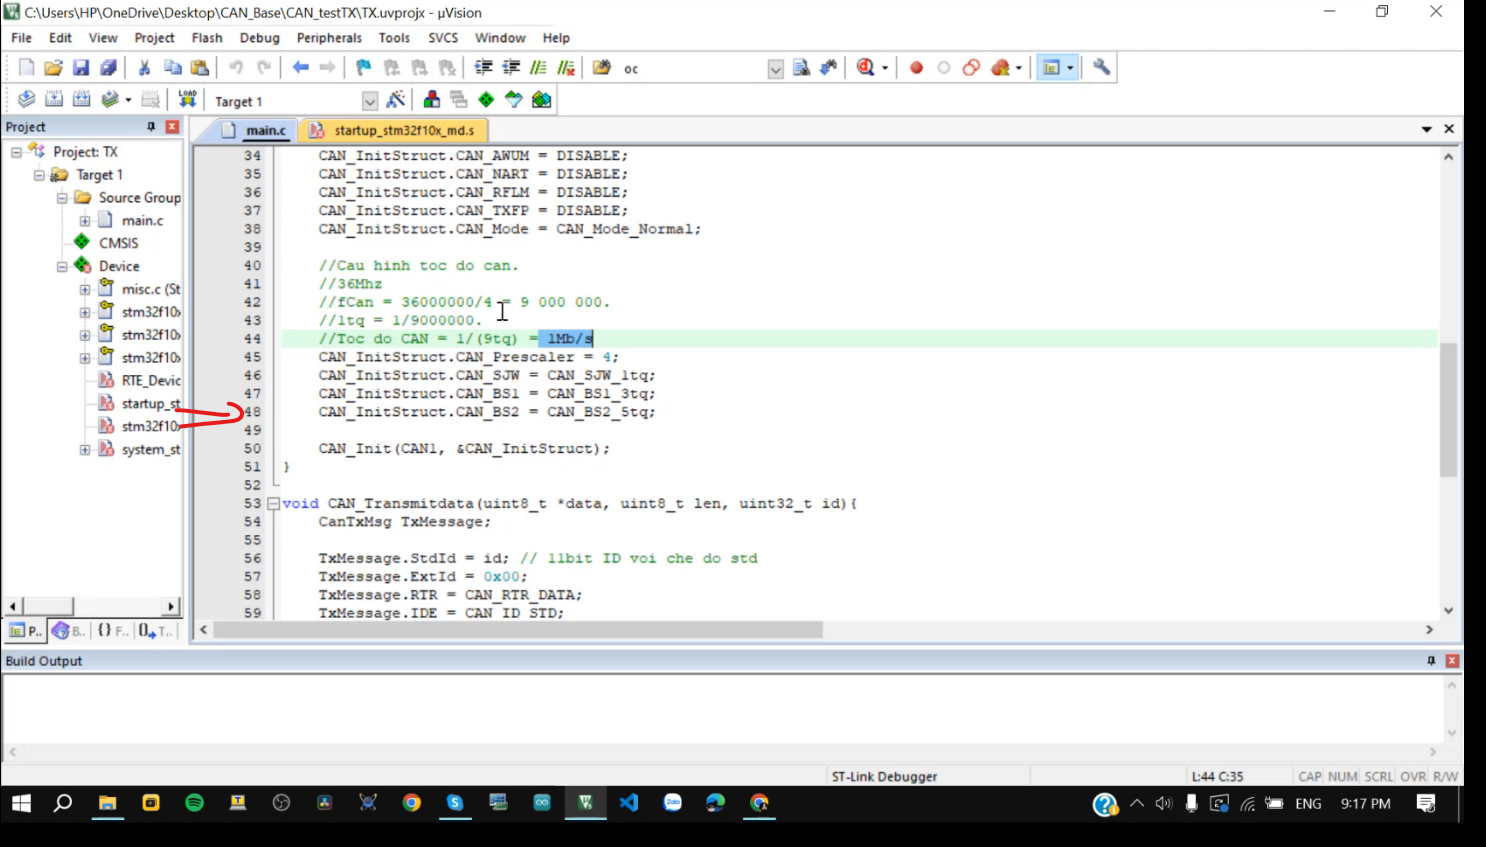 C:\Users\HP\OneDrive\Desktop\CAN_Base\CAN_testTX\TX.uvprojx - µVision
File Edit View Project Flash Debug Peripherals Tools SVCS Window Help
oc
LOAD
Target 1
Project
main.c startup_stm32f10x_md.s
Project: TX
Target 1
Source Group
main.c
CMSIS
Device
misc.c (St
stm32f10x
stm32f10x
stm32f10x
RTE_Devic
startup_st
stm32f10x
system_st
34 CAN_InitStruct.CAN_AWUM = DISABLE;
35 CAN_InitStruct.CAN_NART = DISABLE;
36 CAN_InitStruct.CAN_RFLM = DISABLE;
37 CAN_InitStruct.CAN_TXFP = DISABLE;
38 CAN_InitStruct.CAN_Mode = CAN_Mode_Normal;
39
40 //Cau hinh toc do can.
41 //36Mhz
42 //fCan = 36000000/4 = 9 000 000.
43 //1tq = 1/9000000.
44 //Toc do CAN = 1/(9tq) = 1Mb/s
45 CAN_InitStruct.CAN_Prescaler = 4;
46 CAN_InitStruct.CAN_SJW = CAN_SJW_1tq;
47 CAN_InitStruct.CAN_BS1 = CAN_BS1_3tq;
48 CAN_InitStruct.CAN_BS2 = CAN_BS2_5tq;
49
50 CAN_Init(CAN1, &CAN_InitStruct);
51 }
52
53 void CAN_Transmitdata(uint8_t *data, uint8_t len, uint32_t id){
54 CanTxMsg TxMessage;
55
56 TxMessage.StdId = id; // 11bit ID voi che do std
57 TxMessage.ExtId = 0x00;
58 TxMessage.RTR = CAN_RTR_DATA;
59 TxMessage.IDE = CAN_ID_STD;
P.. B.. {} F.. T..
Build Output
ST-Link Debugger L:44 C:35 CAP NUM SCRL OVR R/W
ENG 9:17 PM